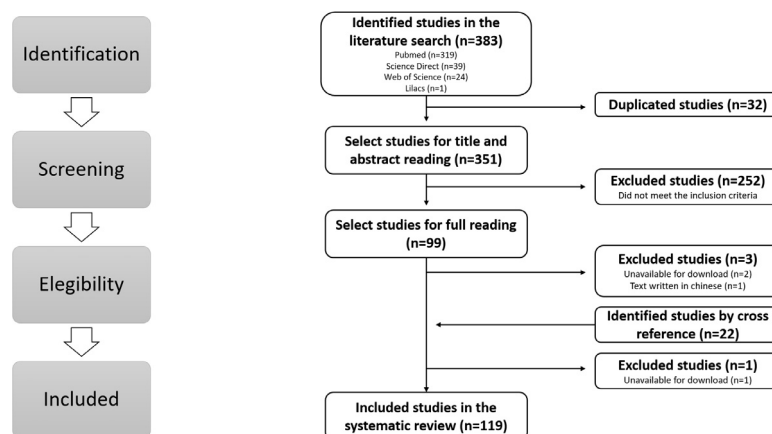 Identification
Screening
Elegibility
Included
Identified studies in the
literature search (n=383)
Pubmed (n=319)
Science Direct (n=39)
Web of Science (n=24)
Lilacs (n=1)
Duplicated studies (n=32)
Select studies for title and
abstract reading (n=351)
Excluded studies (n=252)
Did not meet the inclusion criteria
Select studies for full reading
(n=99)
Excluded studies (n=3)
Unavailable for download (n=2)
Text written in chinese (n=1)
Identified studies by cross
reference (n=22)
Excluded studies (n=1)
Unavailable for download (n=1)
Included studies in the
systematic review (n=119)